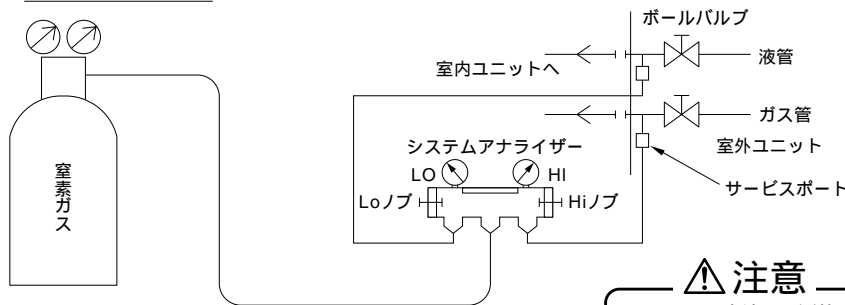 ボールバルブ
液管
室内ユニットへ
ガス管
室外ユニット
システムアナライザー
LO
HI
サービスポート
Loノブ
Hiノブ
窒素ガス
注意